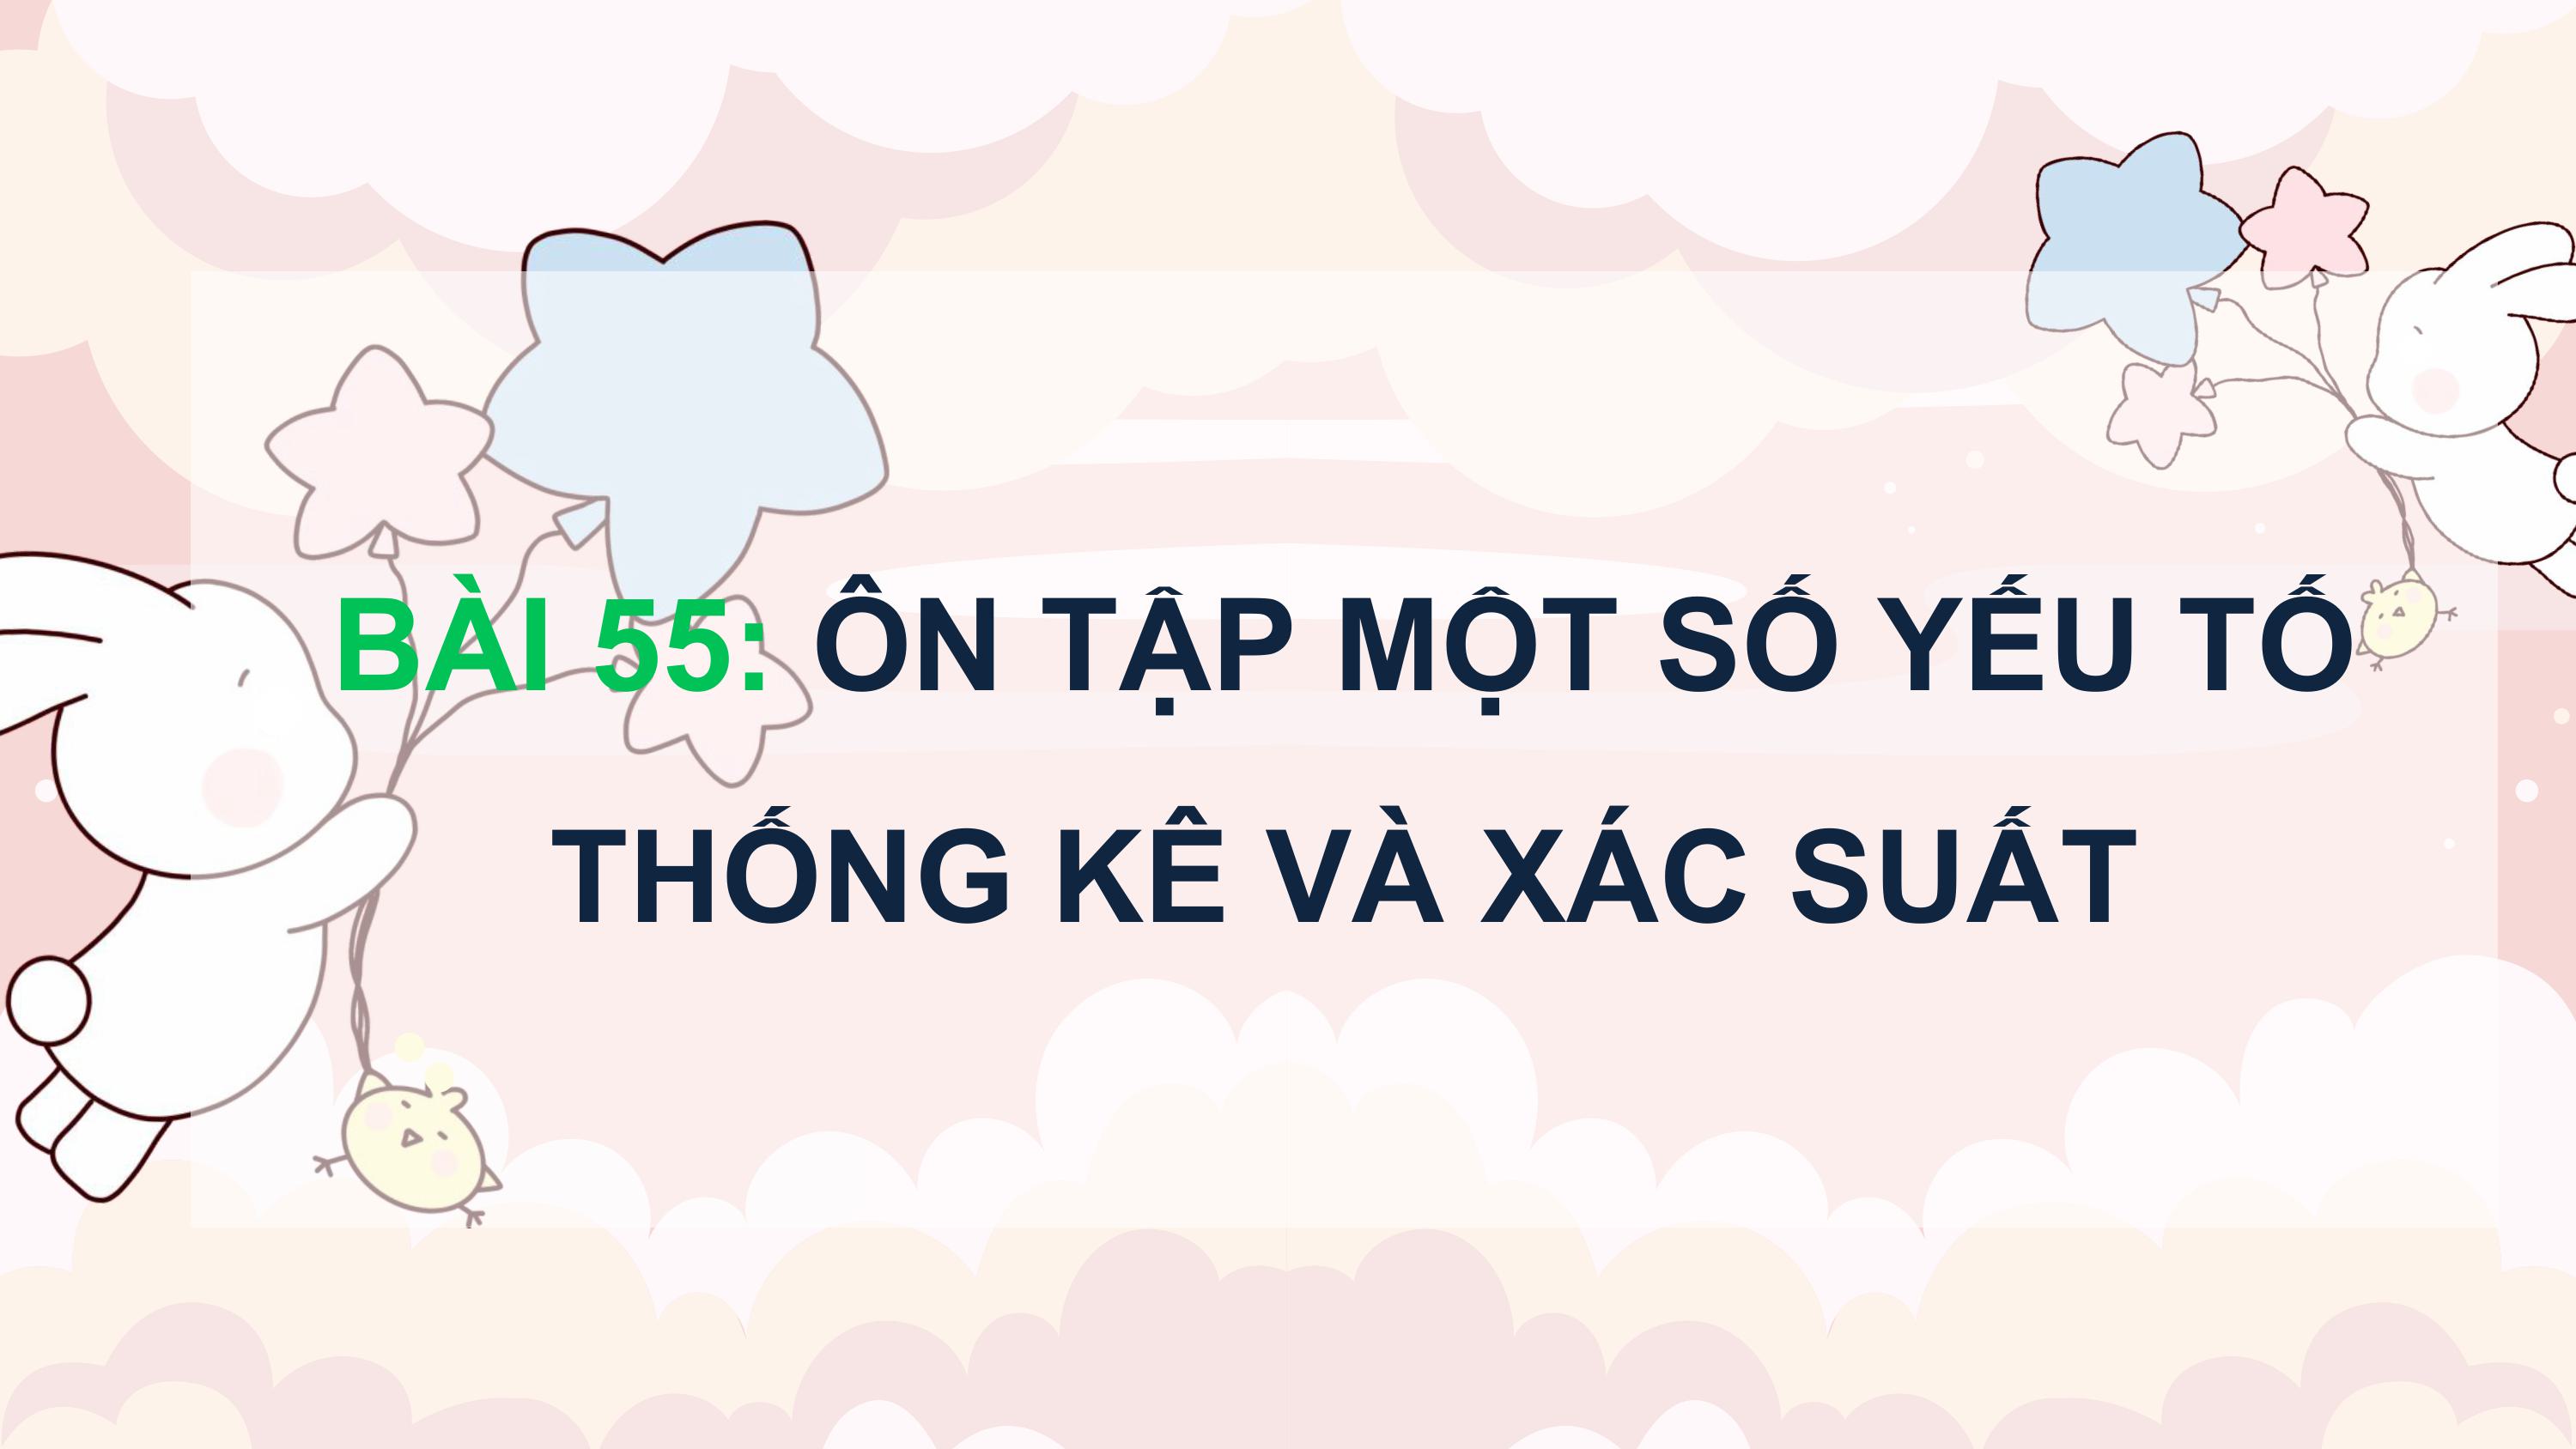 BÀI 55: ÔN TẬP MỘT SỐ YẾU TỐ
THỐNG KÊ VÀ XÁC SUẤT